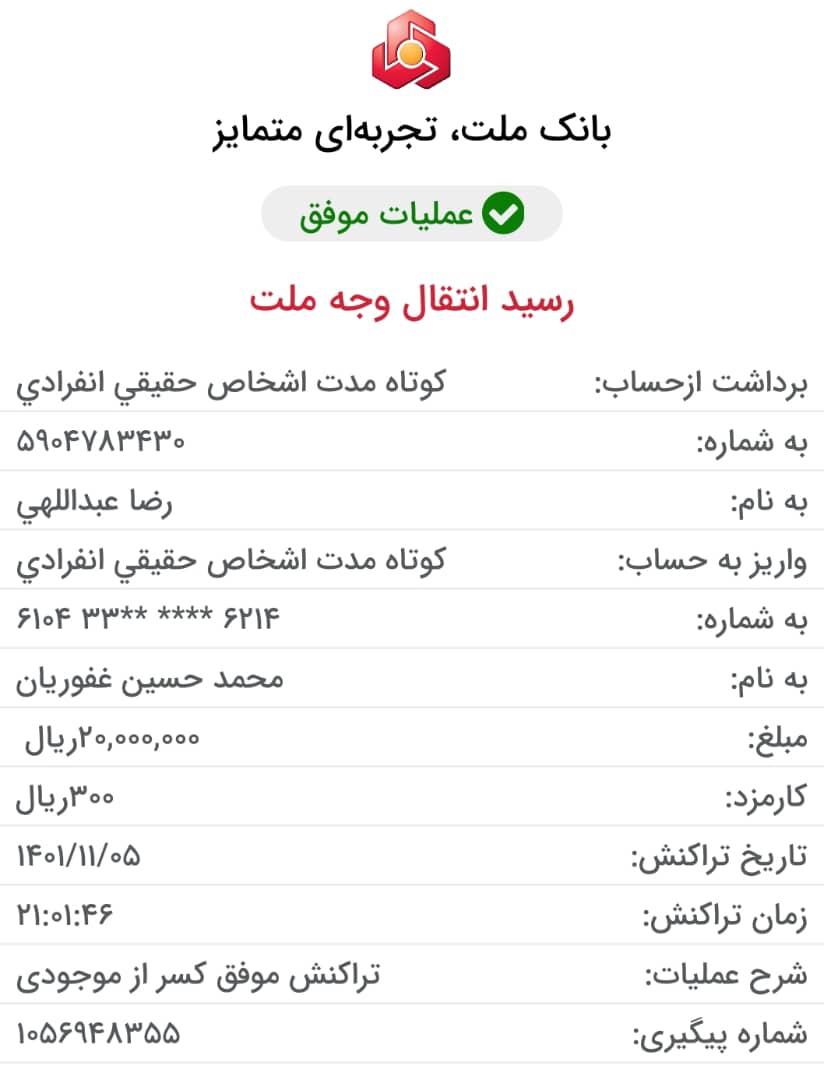 بانک ملت، تجربه‌ای متمایز
عملیات موفق
رسید انتقال وجه ملت
برداشت ازحساب: کوتاه مدت اشخاص حقيقي انفرادي
به شماره: ۵۹۰۴۷۸۳۴۳۰
به نام: رضا عبداللهي
واریز به حساب: کوتاه مدت اشخاص حقيقي انفرادي
به شماره: ۶۱۰۴ ۳۳** **** ۶۲۱۴
به نام: محمد حسین غفوریان
مبلغ: ۲۰,۰۰۰,۰۰۰ریال
کارمزد: ۳۰۰ریال
تاریخ تراکنش: ۱۴۰۱/۱۱/۰۵
زمان تراکنش: ۲۱:۰۱:۴۶
شرح عملیات: تراکنش موفق کسر از موجودی
شماره پیگیری: ۱۰۵۶۹۴۸۳۵۵